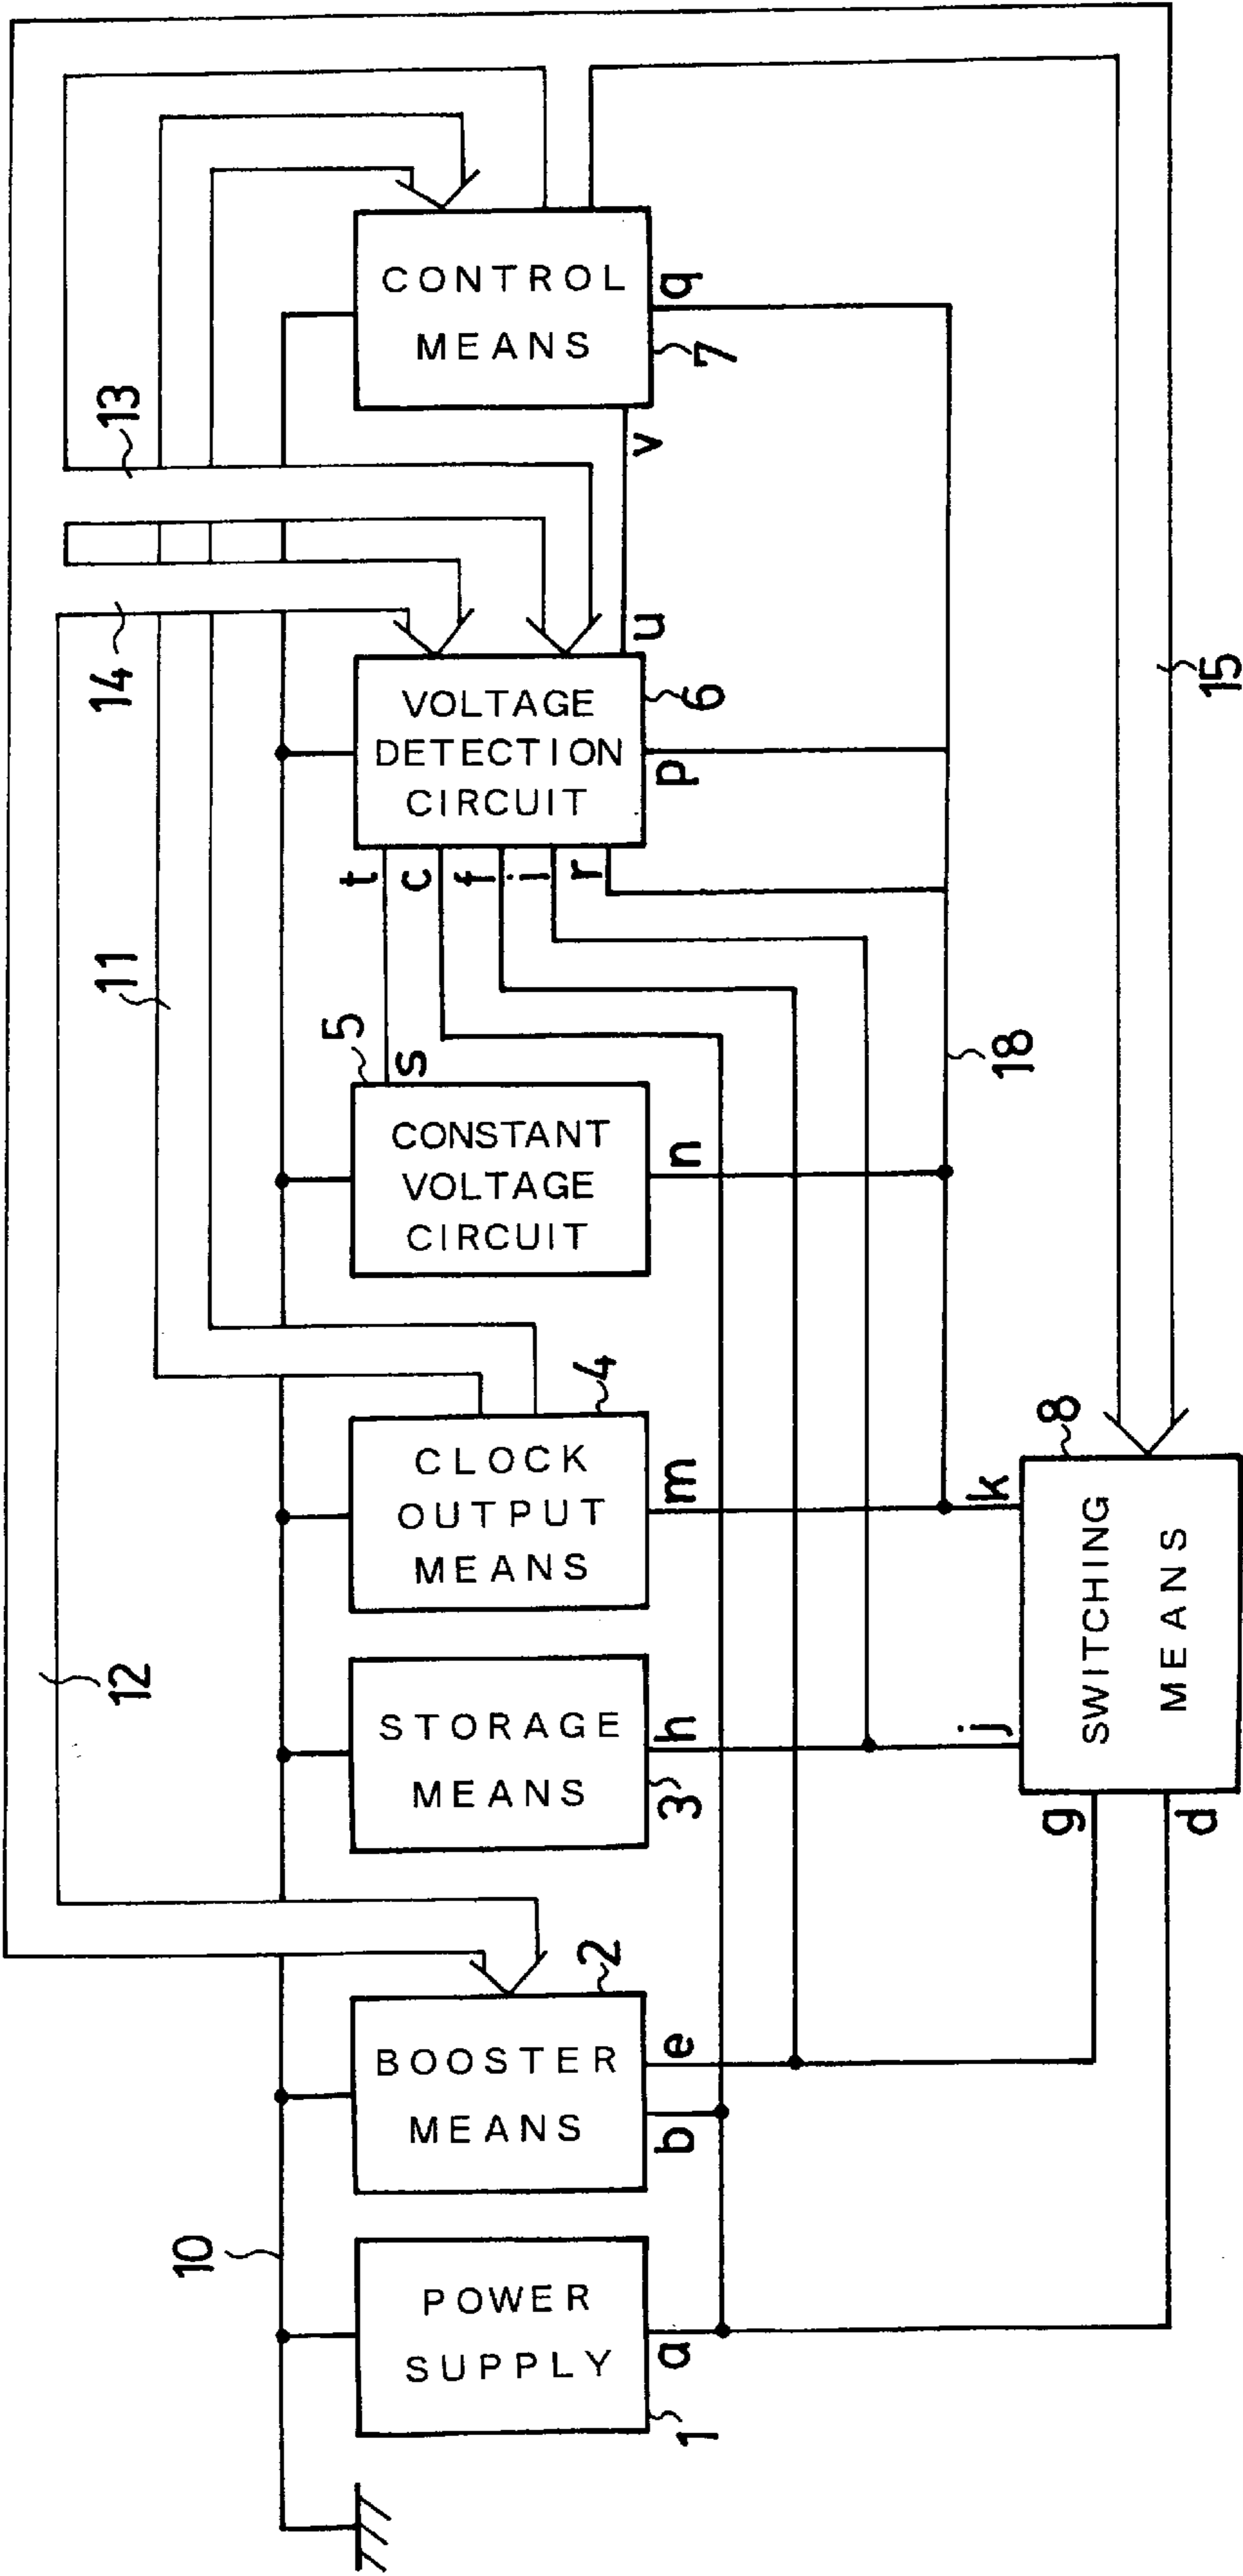 12
11
14
13
10
POWER
SUPPLY
1
a
BOOSTER
MEANS
2
b
e
STORAGE
MEANS
3
h
CLOCK
OUTPUT
MEANS
4
m
CONSTANT
VOLTAGE
CIRCUIT
5
s
n
VOLTAGE
DETECTION
CIRCUIT
6
t
c
f
i
r
p
u
CONTROL
MEANS
7
v
q
18
SWITCHING
MEANS
8
g
d
j
k
15